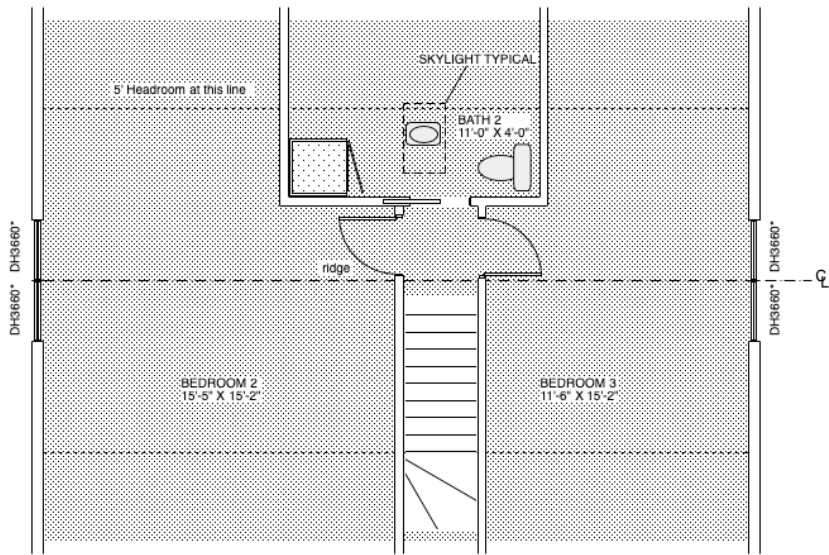 SKYLIGHT TYPICAL
5' Headroom at this line
BATH 2
11'-0" X 4'-0"
DH3660*
DH3660*
ridge
DH3660*
DH3660*
CL
BEDROOM 2
15'-5" X 15'-2"
BEDROOM 3
11'-6" X 15'-2"